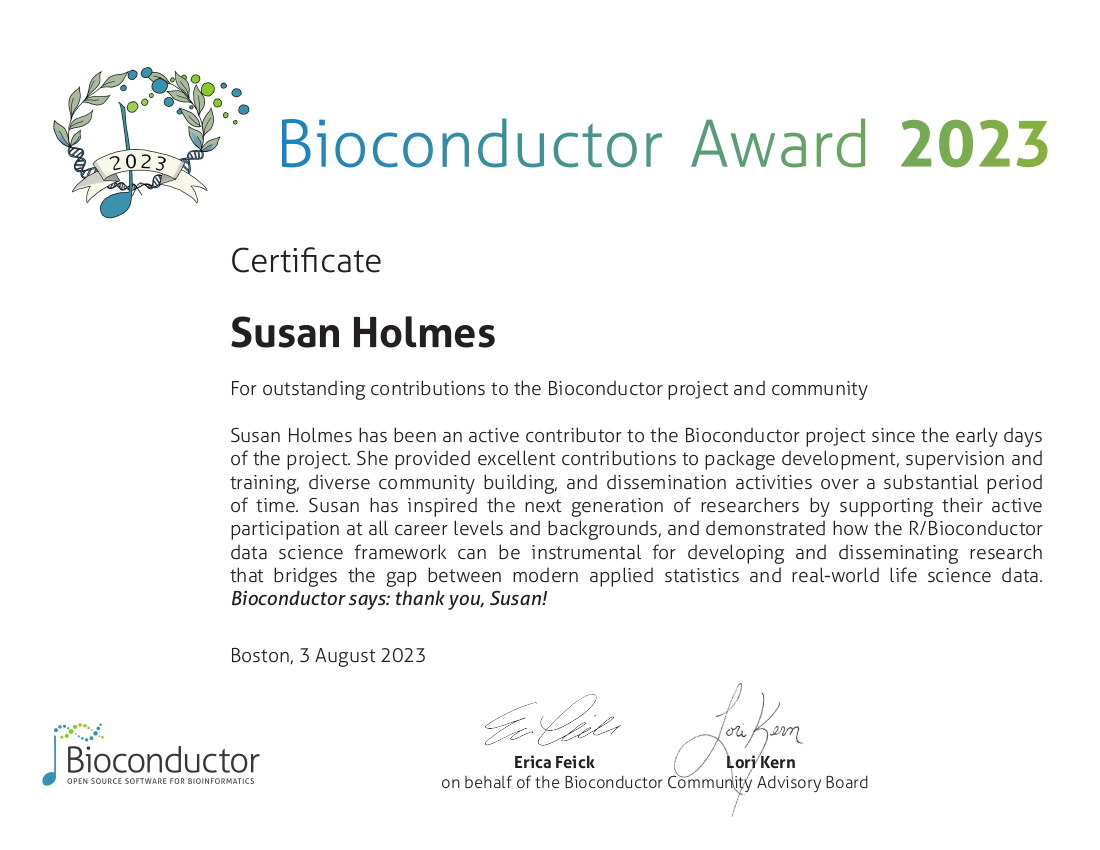 2023
Bioconductor Award 2023
Certificate
Susan Holmes
For outstanding contributions to the Bioconductor project and community
Susan Holmes has been an active contributor to the Bioconductor project since the early days
of the project. She provided excellent contributions to package development, supervision and
training, diverse community building, and dissemination activities over a substantial period
of time. Susan has inspired the next generation of researchers by supporting their active
participation at all career levels and backgrounds, and demonstrated how the R/Bioconductor
data science framework can be instrumental for developing and disseminating research
that bridges the gap between modern applied statistics and real-world life science data.
Bioconductor says: thank you, Susan!
Boston, 3 August 2023
Lori Kern
Bioconductor
OPEN SOURCE SOFTWARE FOR BIOINFORMATICS
Erica Feick
Lori Kern
on behalf of the Bioconductor Community Advisory Board